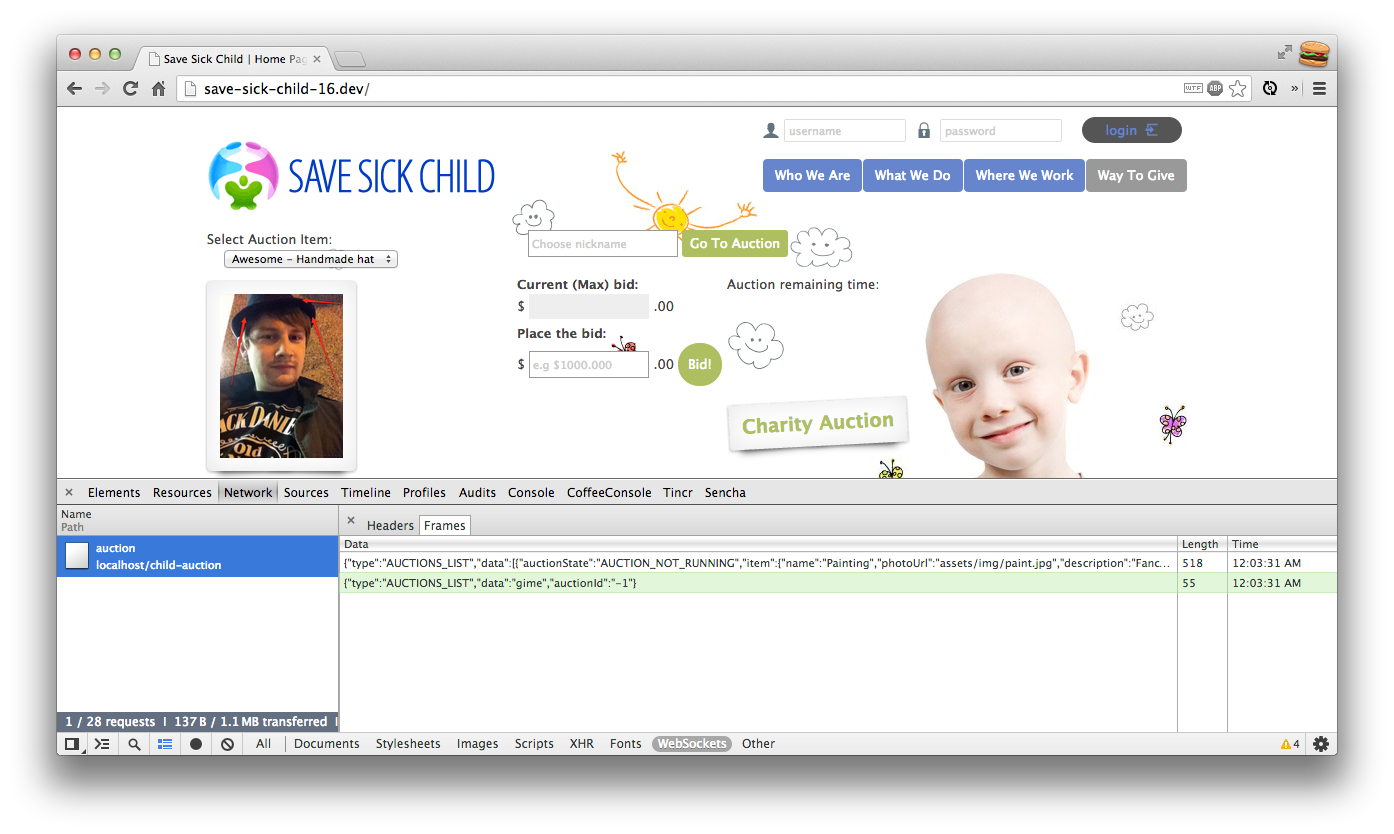 Save Sick Child | Home Pag
save-sick-child-16.dev/
WTF ABP
username password login
SAVE SICK CHILD
Who We Are What We Do Where We Work Way To Give
Select Auction Item:
Choose nickname Go To Auction
Awesome – Handmade hat
Current (Max) bid: Auction remaining time:
$ .00
Place the bid:
$ e.g $1000.000 .00 Bid!
Charity Auction
JACK DANIEL
Old
Elements Resources Network Sources Timeline Profiles Audits Console CoffeeConsole Tincr Sencha
Name
Path
Headers Frames
Data Length Time
auction
localhost/child-auction
{"type":"AUCTIONS_LIST","data":[{"auctionState":"AUCTION_NOT_RUNNING","item":{"name":"Painting","photoUrl":"assets/img/paint.jpg","description":"Fanc... 518 12:03:31 AM
{"type":"AUCTIONS_LIST","data":"gime","auctionId":"-1"} 55 12:03:31 AM
1 / 28 requests | 137 B / 1.1 MB transferred |
All Documents Stylesheets Images Scripts XHR Fonts WebSockets Other 4